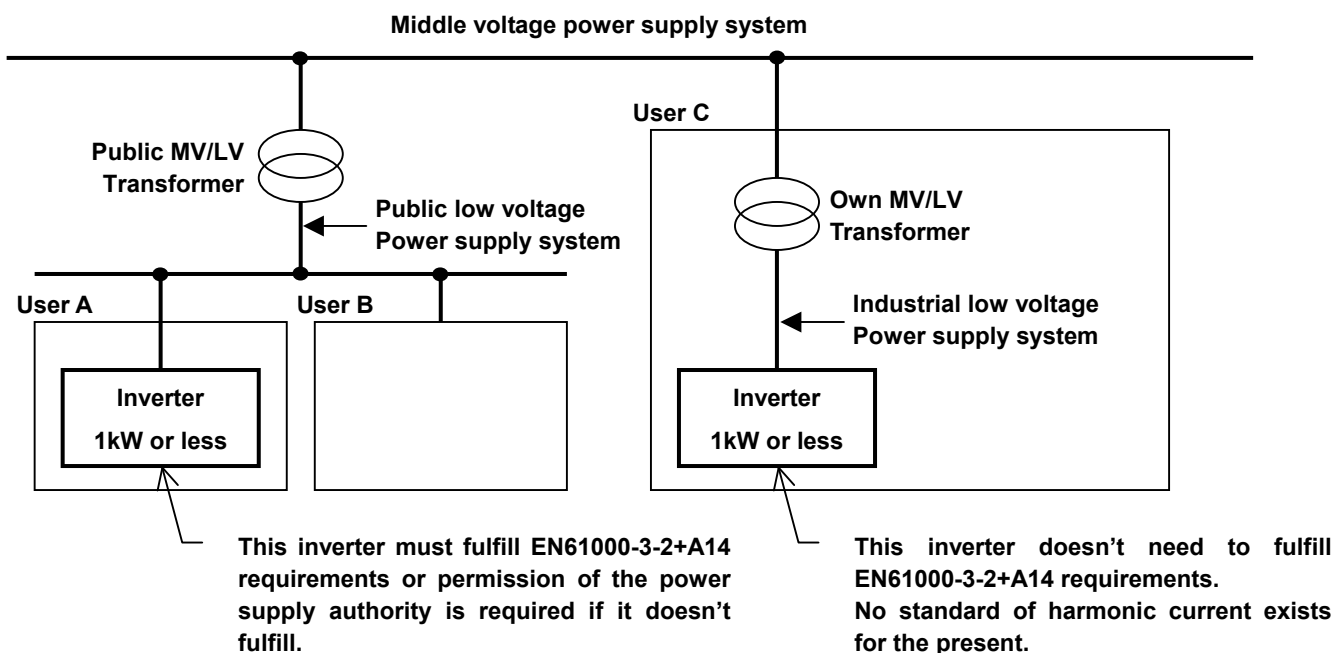 Middle voltage power supply system
User C
Public MV/LV
Transformer
Own MV/LV
Transformer
Public low voltage
Power supply system
User A
User B
Industrial low voltage
Power supply system
Inverter
1kW or less
Inverter
1kW or less
This inverter must fulfill EN61000-3-2+A14
requirements or permission of the power
supply authority is required if it doesn’t
fulfill.
This inverter doesn’t need to fulfill
EN61000-3-2+A14 requirements.
No standard of harmonic current exists
for the present.